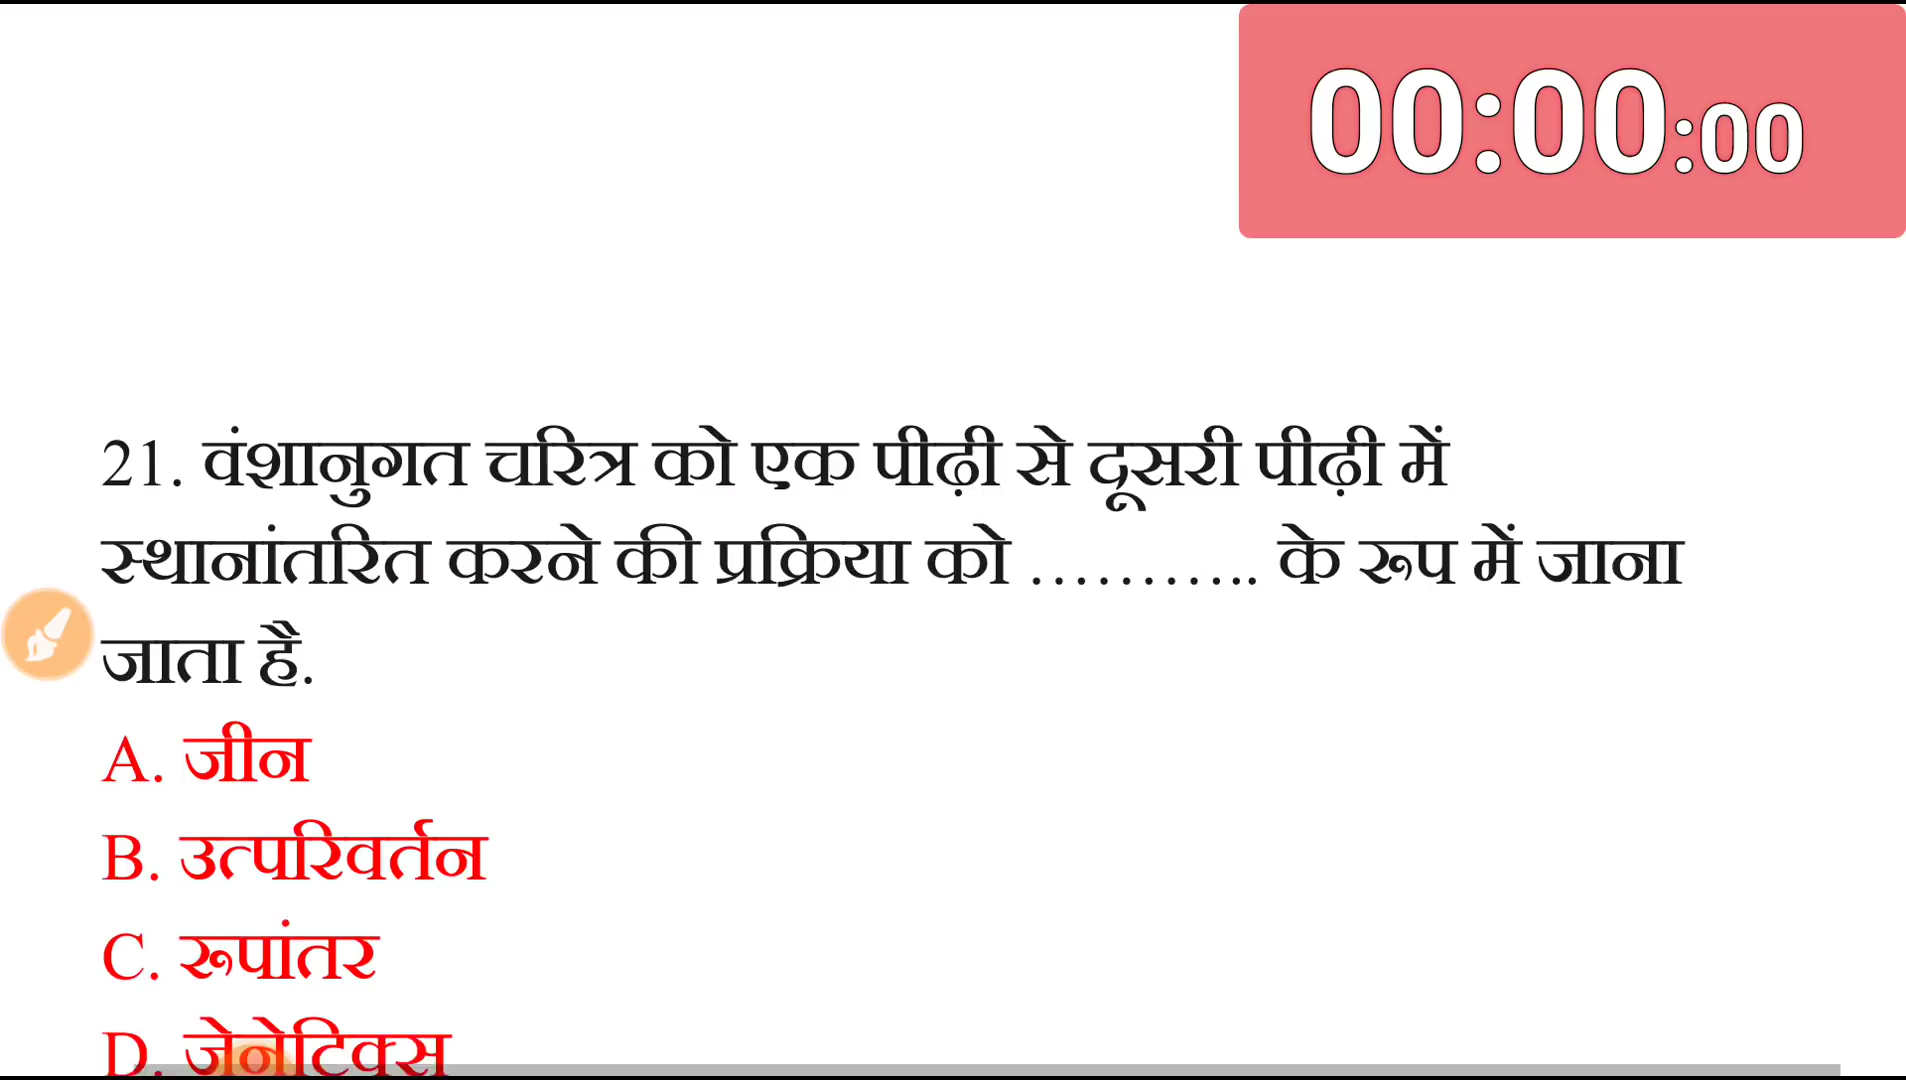 00:00:00
21. वंशानुगत चरित्र को एक पीढ़ी से दूसरी पीढ़ी में
स्थानांतरित करने की प्रक्रिया को ……….. के रूप में जाना
जाता है.
A. जीन
B. उत्परिवर्तन
C. रूपांतर
D. जेनेटिक्स